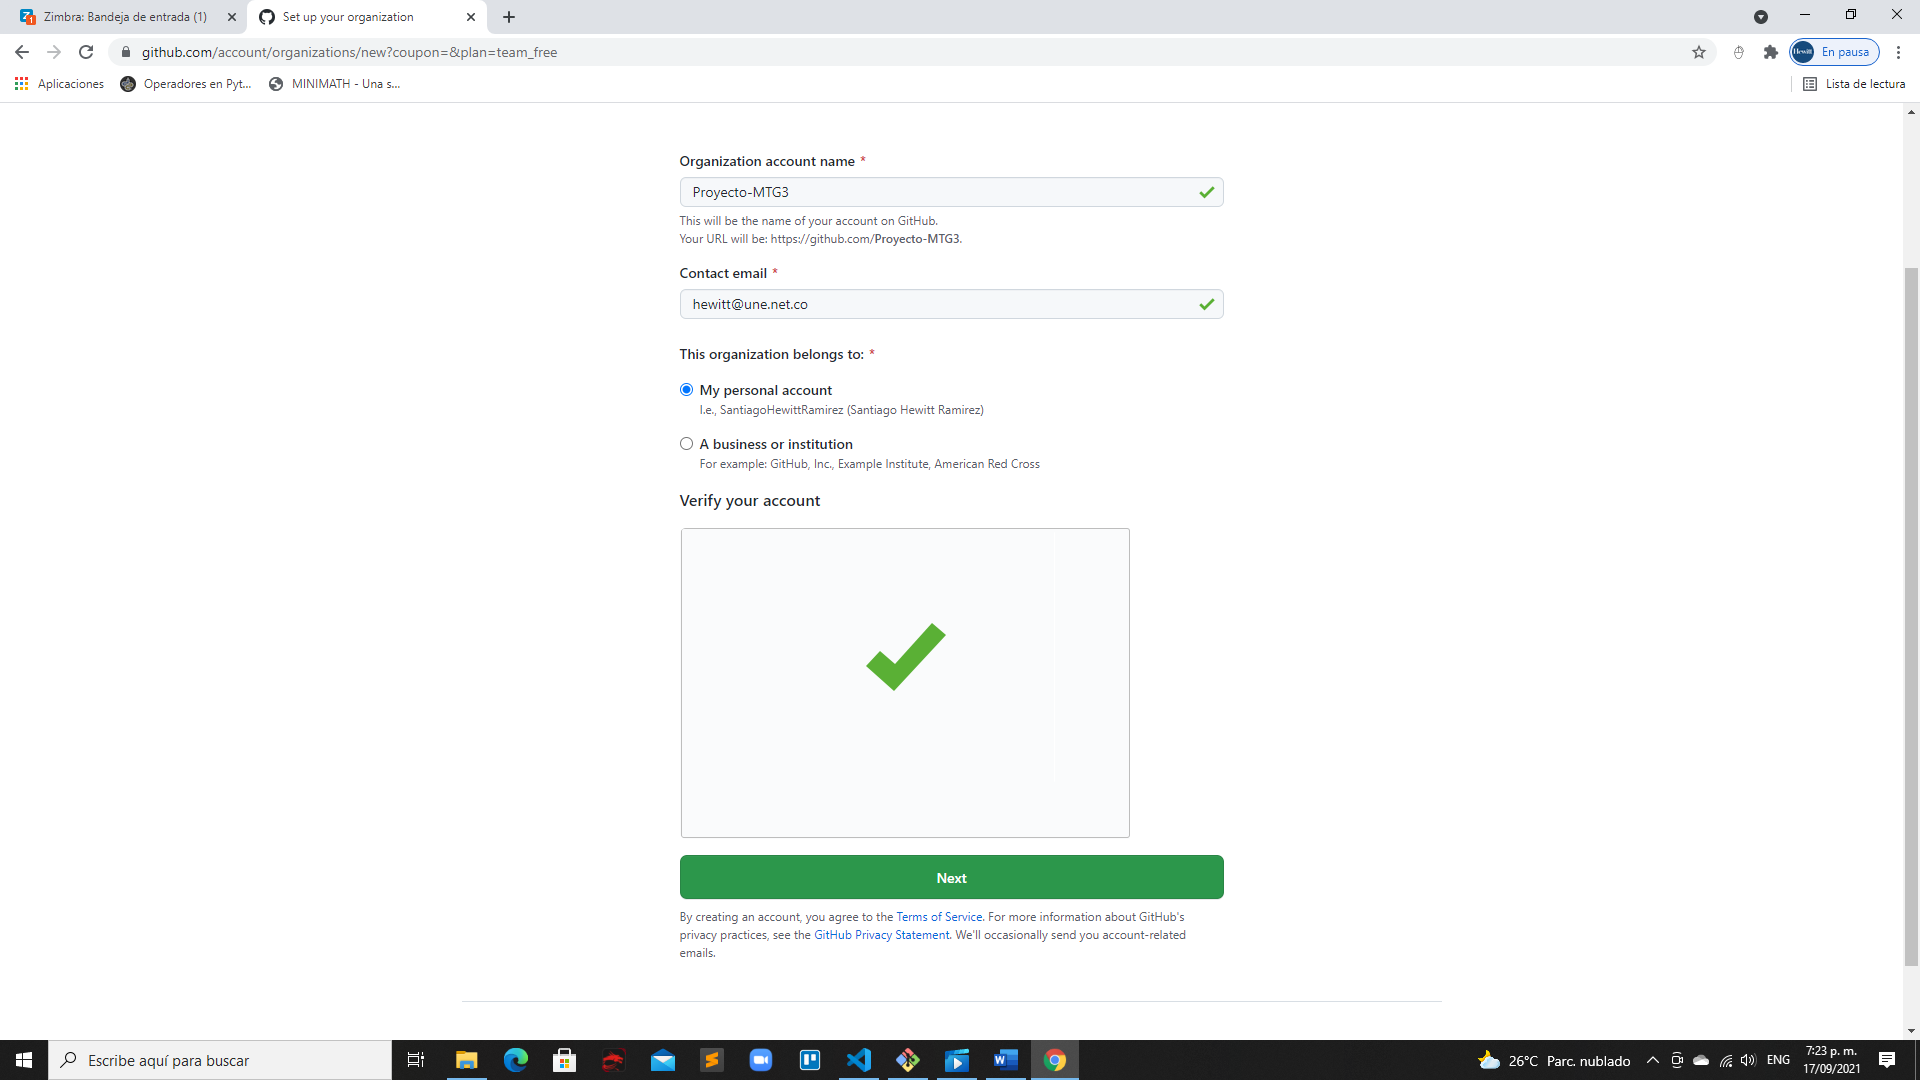 Zimbra: Bandeja de entrada (1)
Set up your organization
github.com/account/organizations/new?coupon=&plan=team_free
Hewitt
En pausa
Aplicaciones
Operadores en Pyt...
MINIMATH - Una s...
Lista de lectura
Organization account name *
Proyecto-MTG3
This will be the name of your account on GitHub.
Your URL will be: https://github.com/Proyecto-MTG3.
Contact email *
hewitt@une.net.co
This organization belongs to: *
My personal account
I.e., SantiagoHewittRamirez (Santiago Hewitt Ramirez)
A business or institution
For example: GitHub, Inc., Example Institute, American Red Cross
Verify your account
Next
By creating an account, you agree to the Terms of Service. For more information about GitHub's
privacy practices, see the GitHub Privacy Statement. We'll occasionally send you account-related
emails.
Escribe aquí para buscar
26°C Parc. nublado
ENG
7:23 p. m.
17/09/2021